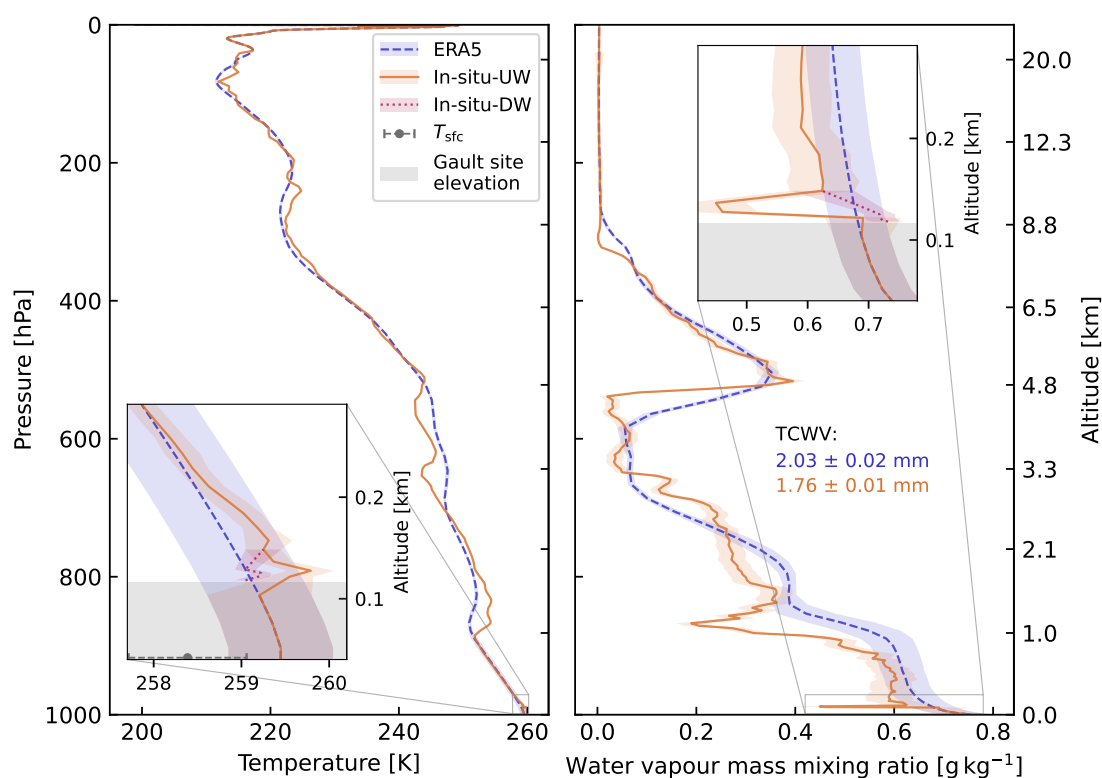 0
200
400
600
800
1000
Pressure [hPa]
200
220
240
260
Temperature [K]
ERA5
In-situ-UW
In-situ-DW
T_sfc
Gault site
elevation
0.2
0.1
Altitude [km]
258
259
260
0.2
0.1
Altitude [km]
0.5
0.6
0.7
TCWV:
2.03 ± 0.02 mm
1.76 ± 0.01 mm
20.0
12.3
8.8
6.5
4.8
3.3
2.1
1.0
0.0
Altitude [km]
0.0
0.2
0.4
0.6
0.8
Water vapour mass mixing ratio [g kg⁻¹]